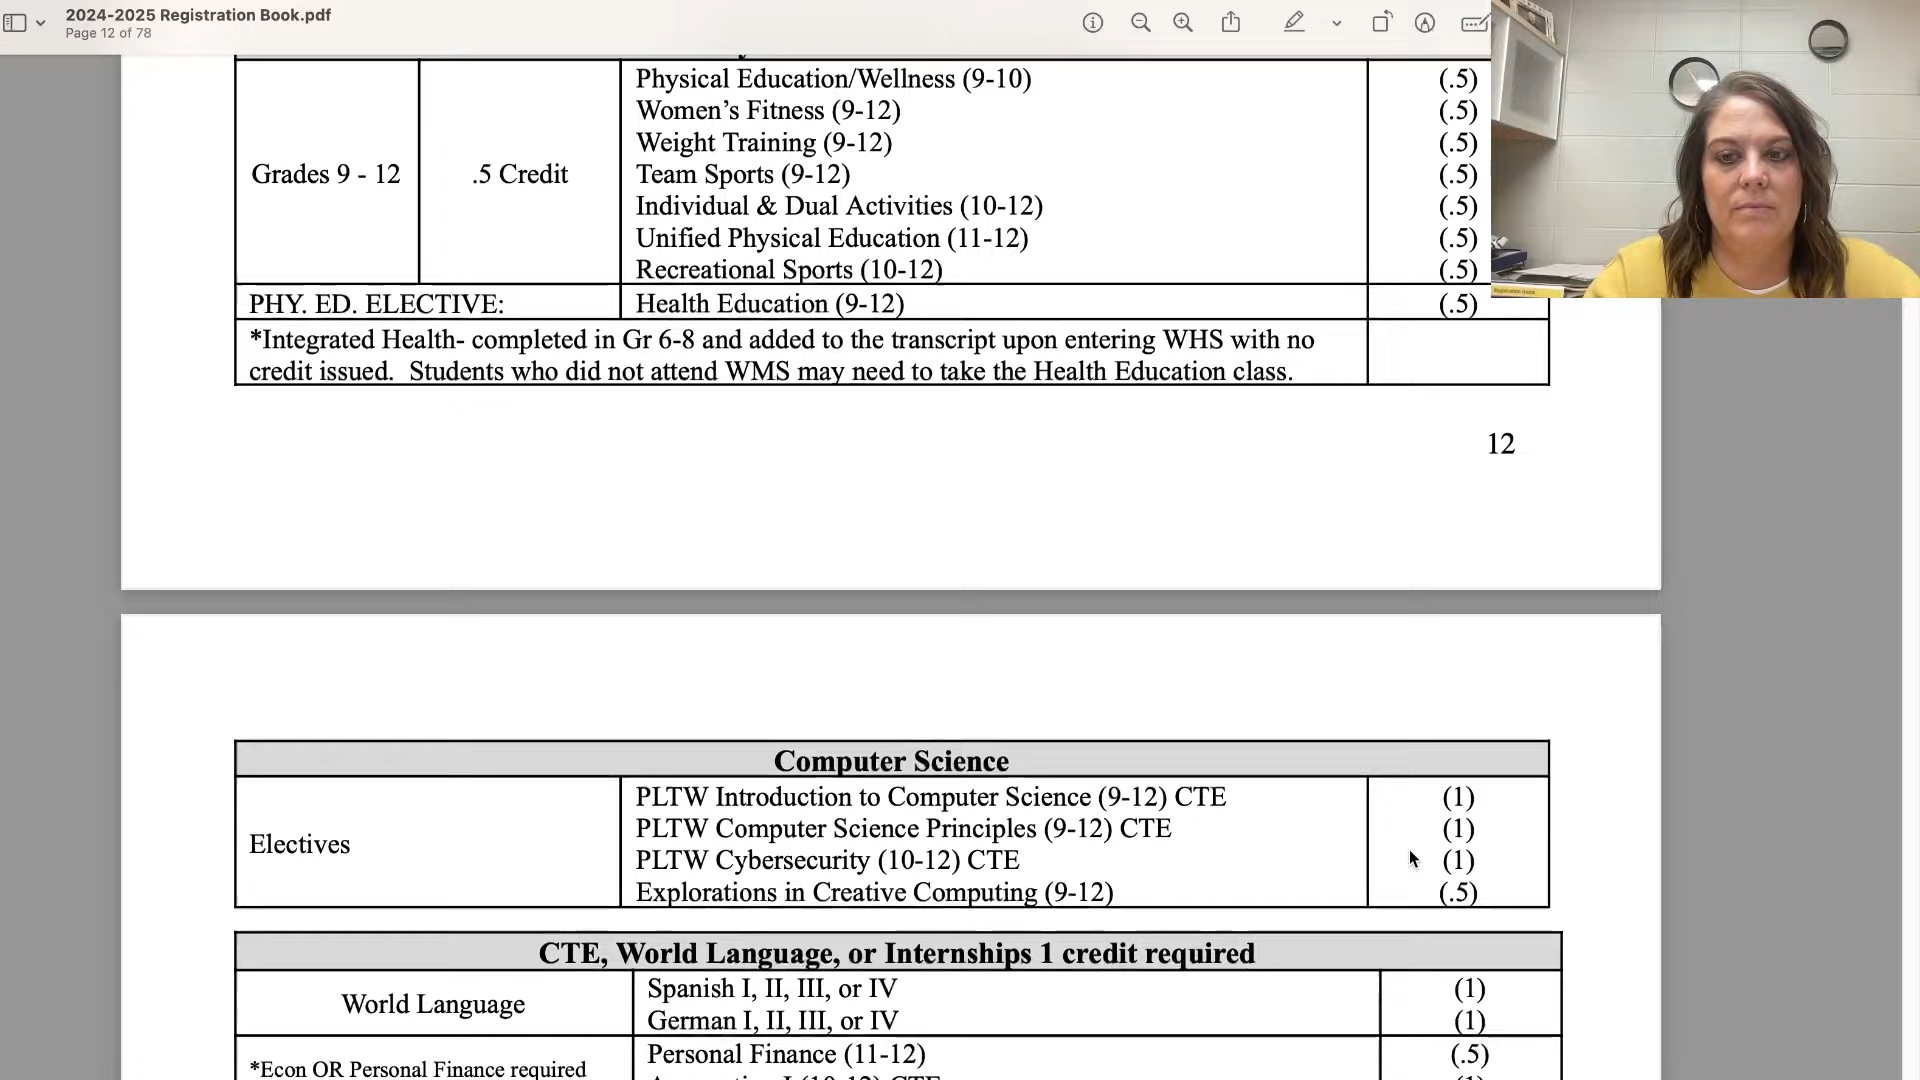 2024-2025 Registration Book.pdf
Page 12 of 78
Grades 9 - 12
.5 Credit
Physical Education/Wellness (9-10) (.5)
Women’s Fitness (9-12) (.5)
Weight Training (9-12) (.5)
Team Sports (9-12) (.5)
Individual & Dual Activities (10-12) (.5)
Unified Physical Education (11-12) (.5)
Recreational Sports (10-12) (.5)
PHY. ED. ELECTIVE: Health Education (9-12) (.5)
*Integrated Health- completed in Gr 6-8 and added to the transcript upon entering WHS with no
credit issued.  Students who did not attend WMS may need to take the Health Education class.
12
Computer Science
Electives
PLTW Introduction to Computer Science (9-12) CTE (1)
PLTW Computer Science Principles (9-12) CTE (1)
PLTW Cybersecurity (10-12) CTE (1)
Explorations in Creative Computing (9-12) (.5)
CTE, World Language, or Internships 1 credit required
World Language
Spanish I, II, III, or IV (1)
German I, II, III, or IV (1)
*Econ OR Personal Finance required
Personal Finance (11-12) (.5)